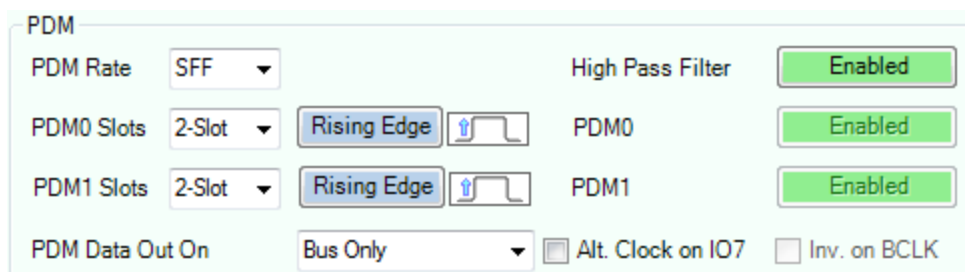 PDM
PDM Rate SFF High Pass Filter Enabled
PDM0 Slots 2-Slot Rising Edge PDM0 Enabled
PDM1 Slots 2-Slot Rising Edge PDM1 Enabled
PDM Data Out On Bus Only Alt. Clock on IO7 Inv. on BCLK